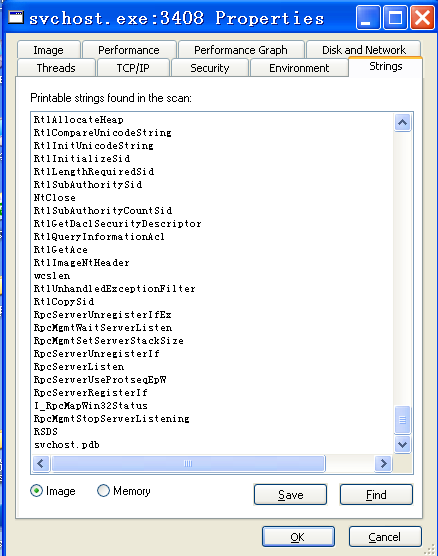 svchost.exe:3408 Properties
Image Performance Performance Graph Disk and Network
Threads TCP/IP Security Environment Strings
Printable strings found in the scan:
RtlAllocateHeap
RtlCompareUnicodeString
RtlInitUnicodeString
RtlInitializeSid
RtlLengthRequiredSid
RtlSubAuthoritySid
NtClose
RtlSubAuthorityCountSid
RtlGetDaclSecurityDescriptor
RtlQueryInformationAcl
RtlGetAce
RtlImageNtHeader
wcslen
RtlUnhandledExceptionFilter
RtlCopySid
RpcServerUnregisterIfEx
RpcMgmtWaitServerListen
RpcMgmtSetServerStackSize
RpcServerUnregisterIf
RpcServerListen
RpcServerUseProtseqEpW
RpcServerRegisterIf
I_RpcMapWin32Status
RpcMgmtStopServerListening
RSDS
svchost.pdb
Image Memory Save Find
OK Cancel